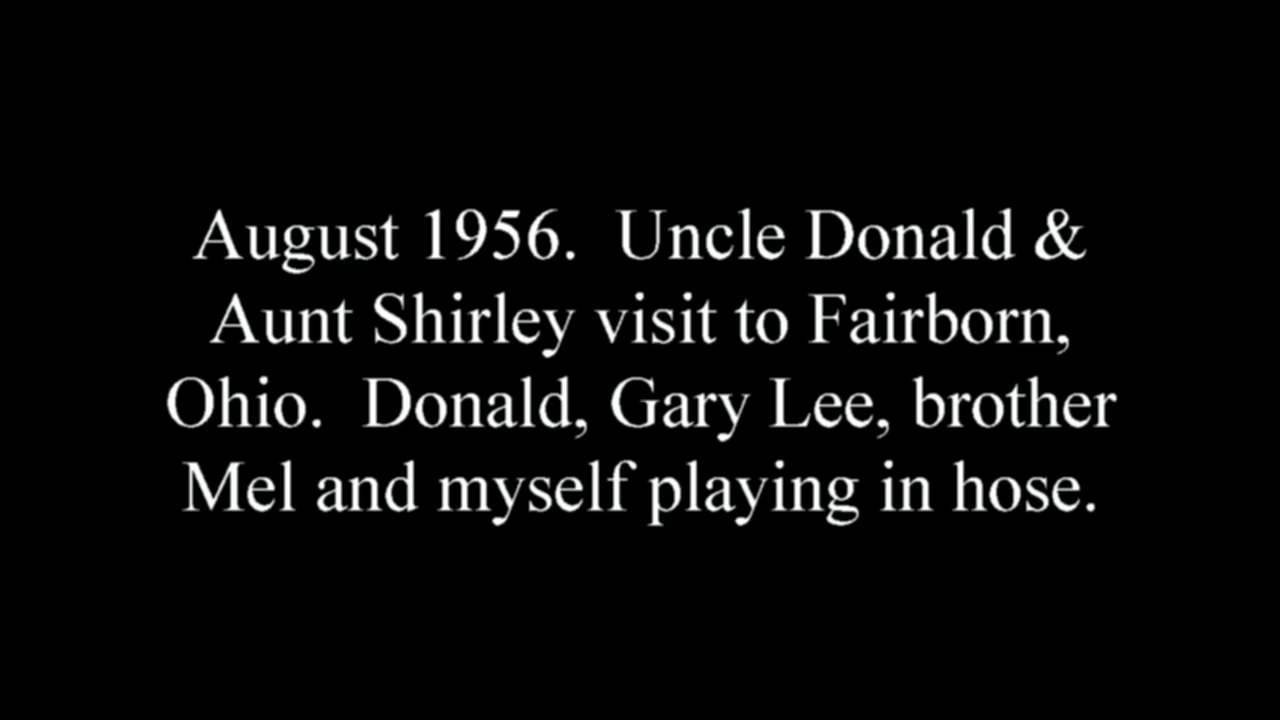 August 1956.  Uncle Donald &
Aunt Shirley visit to Fairborn,
Ohio.  Donald, Gary Lee, brother
Mel and myself playing in hose.